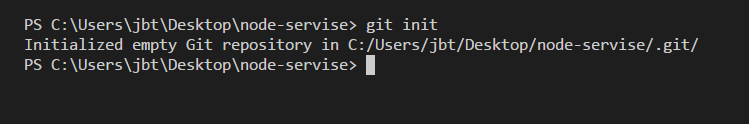 PS C:\Users\jbt\Desktop\node-servise> git init
Initialized empty Git repository in C:/Users/jbt/Desktop/node-servise/.git/
PS C:\Users\jbt\Desktop\node-servise>